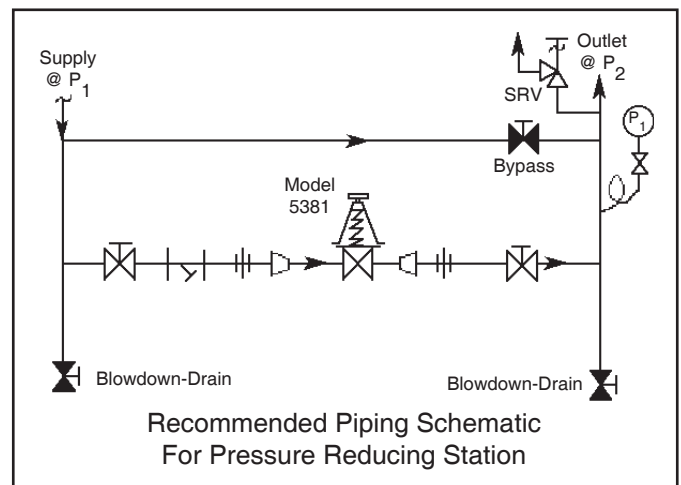 Supply
@ P1
Outlet
@ P2
SRV
P1
Bypass
Model
5381
Blowdown-Drain
Blowdown-Drain
Recommended Piping Schematic
For Pressure Reducing Station